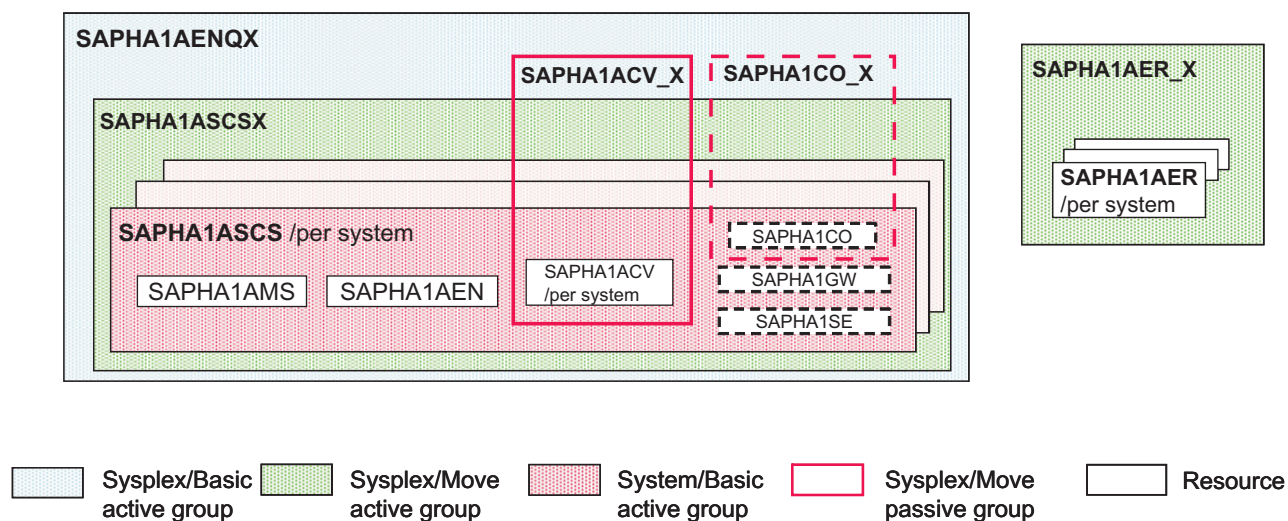 SAPHA1AENQX
SAPHA1ACV_X
SAPHA1CO_X
SAPHA1AER_X
SAPHA1ASCSX
SAPHA1AER
/per system
SAPHA1ASCS /per system
SAPHA1CO
SAPHA1AMS
SAPHA1AEN
SAPHA1ACV
/per system
SAPHA1GW
SAPHA1SE
Sysplex/Basic
active group
Sysplex/Move
active group
System/Basic
active group
Sysplex/Move
passive group
Resource